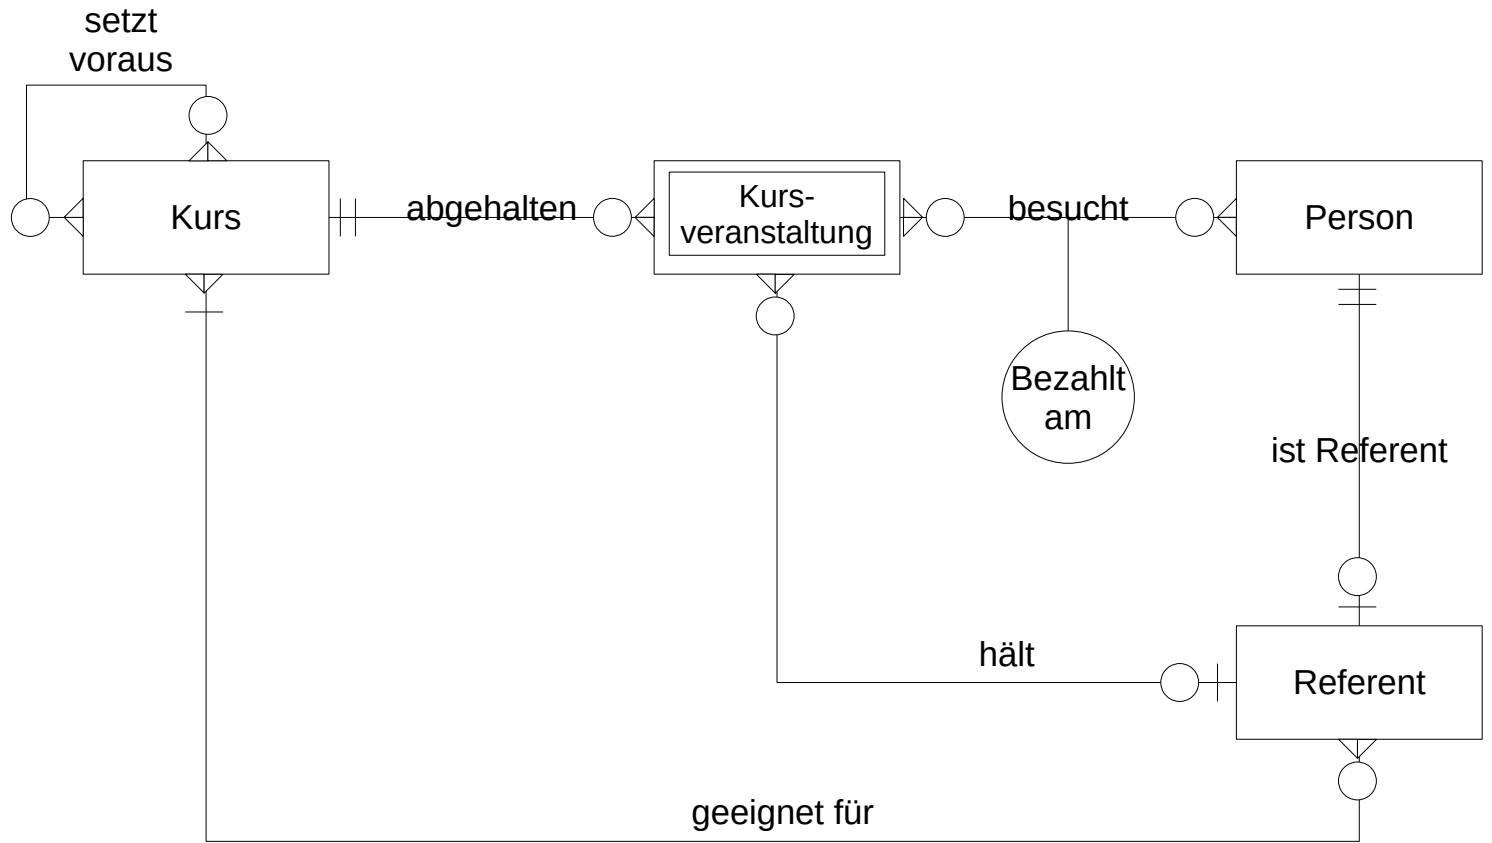 setzt
voraus
Kurs
abgehalten
Kurs-
veranstaltung
besucht
Person
Bezahlt
am
ist Referent
hält
Referent
geeignet für